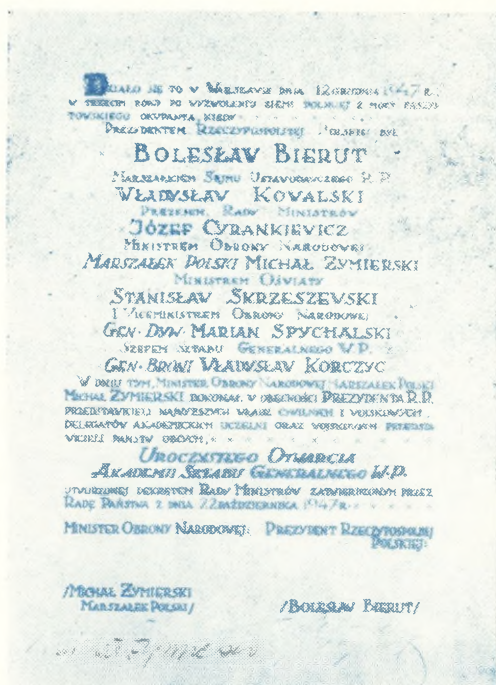 Działo się to w Warszawie dnia 12 grudnia 1947 r.
w trzecim roku po wyzwoleniu ziemi polskiej z mocy faszys
towskiego okupanta, kiedy
Prezydentem Rzeczypospolitej Polskiej był
Bolesław Bierut
Marszałkiem Sejmu Ustawodawczego R.P.
Władysław Kowalski
Prezesem Rady Ministrów
Józef Cyrankiewicz
Ministrem Obrony Narodowej
Marszałek Polski Michał Żymierski
Ministrem Oświaty
Stanisław Skrzeszewski
I Viceministrem Obrony Narodowej
Gen. Dyw. Marian Spychalski
Szefem Sztabu Generalnego W.P.
Gen. Broni Władysław Korczyc
W dniu tym, Minister Obrony Narodowej Marszałek Polski
Michał Żymierski dokonał w obecności Prezydenta R.P.
przedstawicieli najwyższych władz cywilnych i wojskowych,
delegatów akademickich uczelni oraz wojskowych przedsta
wicieli państw obcych,
Uroczystego Otwarcia
Akademii Sztabu Generalnego W.P.
utworzonej dekretem Rady Ministrów zatwierdzonym przez
Radę Państwa z dnia 22 października 1947 r.
Minister Obrony Narodowej: Prezydent Rzeczypospolitej
Polskiej:
/Michał Żymierski
Marszałek Polski/
/Bolesław Bierut/